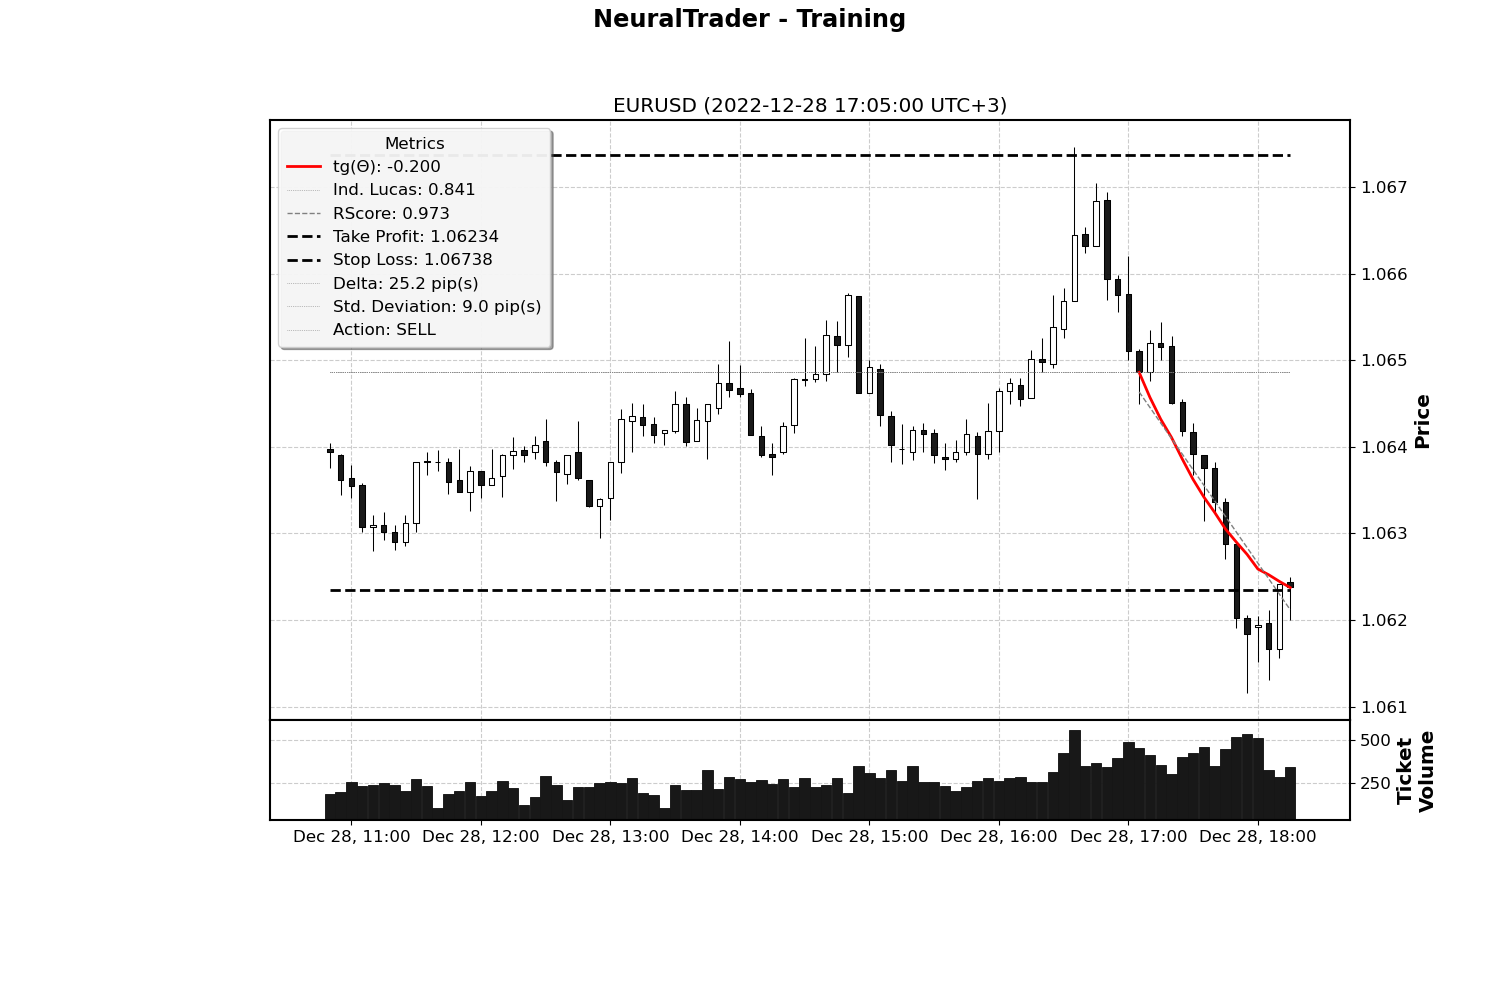 NeuralTrader - Training
EURUSD (2022-12-28 17:05:00 UTC+3)
Metrics
tg(Θ): -0.200
Ind. Lucas: 0.841
RScore: 0.973
Take Profit: 1.06234
Stop Loss: 1.06738
Delta: 25.2 pip(s)
Std. Deviation: 9.0 pip(s)
Action: SELL
1.067
1.066
1.065
1.064
1.063
1.062
1.061
Price
500
250
Ticket
Volume
Dec 28, 11:00 Dec 28, 12:00 Dec 28, 13:00 Dec 28, 14:00 Dec 28, 15:00 Dec 28, 16:00 Dec 28, 17:00 Dec 28, 18:00